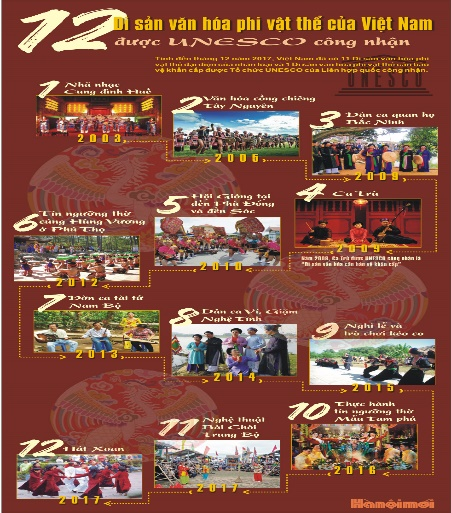 12 Di sản văn hóa phi vật thể của Việt Nam
được UNESCO công nhận
Tính đến tháng 12 năm 2017, Việt Nam đã có 11 Di sản văn hóa
phi vật thể đại diện của nhân loại và 1 Di sản văn hóa phi vật thể cần bảo
vệ khẩn cấp được Tổ chức UNESCO của Liên hợp quốc công nhận.
UNESCO
1 Nhã nhạc
Cung đình Huế
2003
2 Văn hóa cồng chiêng
Tây Nguyên
2005
3 Dân ca quan họ
Bắc Ninh
2009
4 Ca Trù
2009
Năm 2009, Ca Trù được UNESCO công nhận là
"Di sản văn hóa cần bảo vệ khẩn cấp"
5 Hội Gióng tại
đền Phù Đổng
và đền Sóc
2010
6 Tín ngưỡng thờ
cúng Hùng Vương
ở Phú Thọ
2012
7 Đờn ca tài tử
Nam Bộ
2013
8 Dân ca Ví, Giặm
Nghệ Tĩnh
2014
9 Nghi lễ và
trò chơi kéo co
2015
10 Thực hành
tín ngưỡng thờ
Mẫu Tam phủ
2016
11 Nghệ thuật
Bài Chòi
Trung Bộ
2017
12 Hát Xoan
2017
Hànộimới